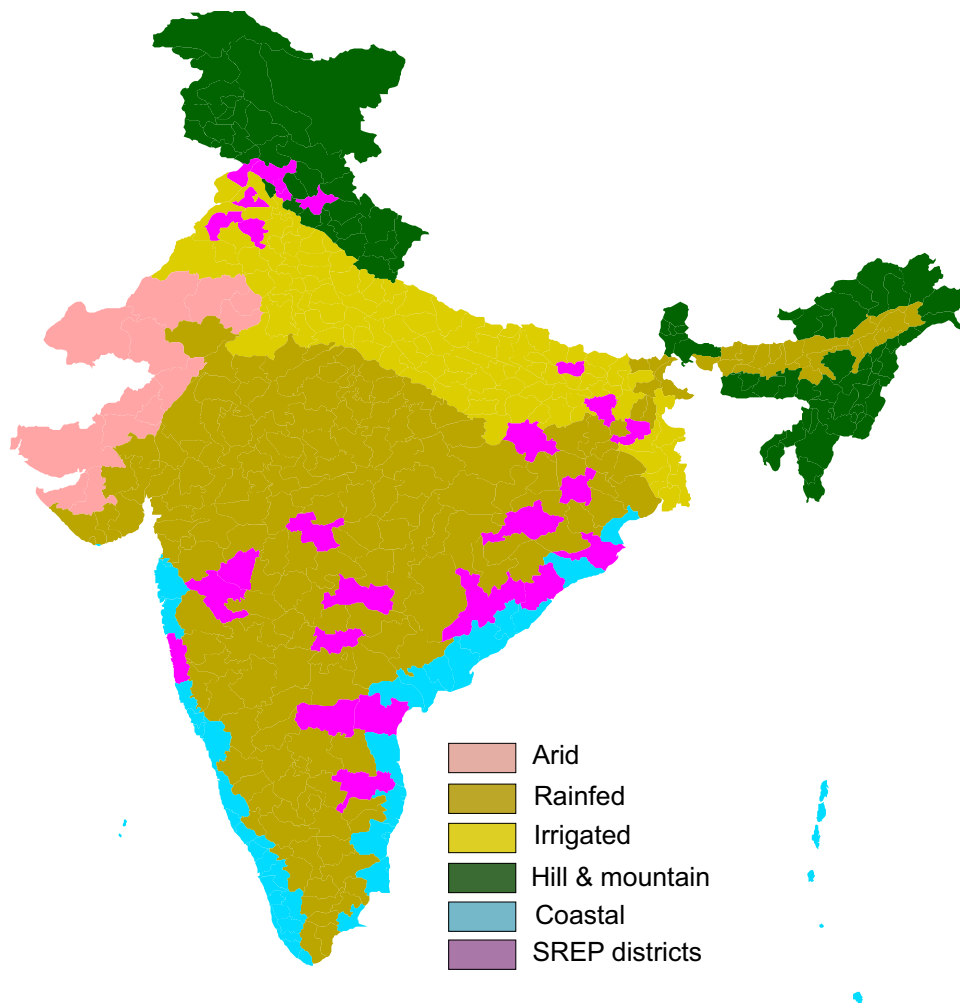 Arid
Rainfed
Irrigated
Hill & mountain
Coastal
SREP districts